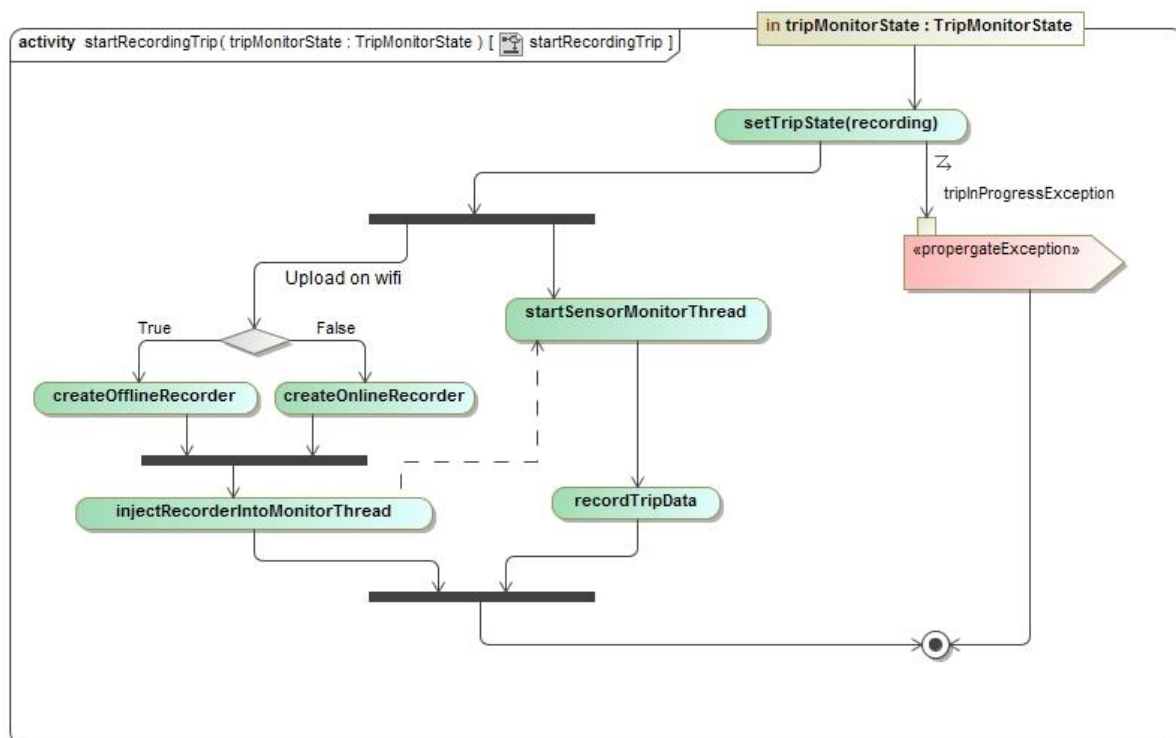 in tripMonitorState : TripMonitorState
activity startRecordingTrip( tripMonitorState : TripMonitorState ) [ startRecordingTrip ]
setTripState(recording)
tripInProgressException
«propergateException»
Upload on wifi
startSensorMonitorThread
True
False
createOfflineRecorder
createOnlineRecorder
injectRecorderIntoMonitorThread
recordTripData